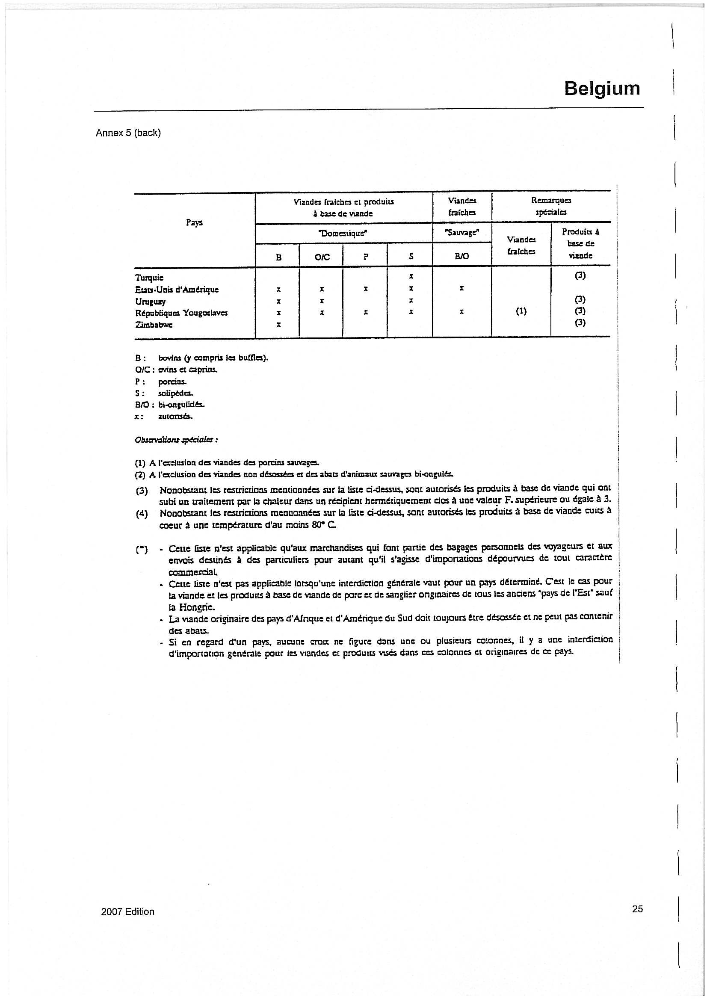 Belgium
Annex 5 (back)
Pays
Viandes fraîches et produits
à base de viande
Viandes
fraîches
Remarques
spéciales
"Domestique"
"Sauvage"
Viandes
fraîches
Produits à
base de
viande
B O/C P S B/O
Turquie x (3)
Etats-Unis d'Amérique x x x x x
Uruguay x x x (3)
Républiques Yougoslaves x x x x x (1) (3)
Zimbabwe x (3)
B : bovins (y compris les buffles).
O/C : ovins et caprins.
P : porcins.
S : solipèdes.
B/O : bi-ongulidés.
x : autorisés.
Observations spéciales :
(1) A l'exclusion des viandes des porcins sauvages.
(2) A l'exclusion des viandes non désossées et des abats d'animaux sauvages bi-ongulés.
(3) Nonobstant les restrictions mentionnées sur la liste ci-dessus, sont autorisés les produits à base de viande qui ont
subi un traitement par la chaleur dans un récipient hermétiquement clos à une valeur F. supérieure ou égale à 3.
(4) Nonobstant les restrictions mentionnées sur la liste ci-dessus, sont autorisés les produits à base de viande cuits à
coeur à une température d'au moins 80° C.
(*) - Cette liste n'est applicable qu'aux marchandises qui font partie des bagages personnels des voyageurs et aux
envois destinés à des particuliers pour autant qu'il s'agisse d'importations dépourvues de tout caractère
commercial.
- Cette liste n'est pas applicable lorsqu'une interdiction générale vaut pour un pays déterminé. C'est le cas pour
la viande et les produits à base de viande de porc et de sanglier originaires de tous les anciens "pays de l'Est" sauf
la Hongrie.
- La viande originaire des pays d'Afrique et d'Amérique du Sud doit toujours être désossée et ne peut pas contenir
des abats.
- Si en regard d'un pays, aucune croix ne figure dans une ou plusieurs colonnes, il y a une interdiction
d'importation générale pour les viandes et produits visés dans ces colonnes et originaires de ce pays.
2007 Edition
25